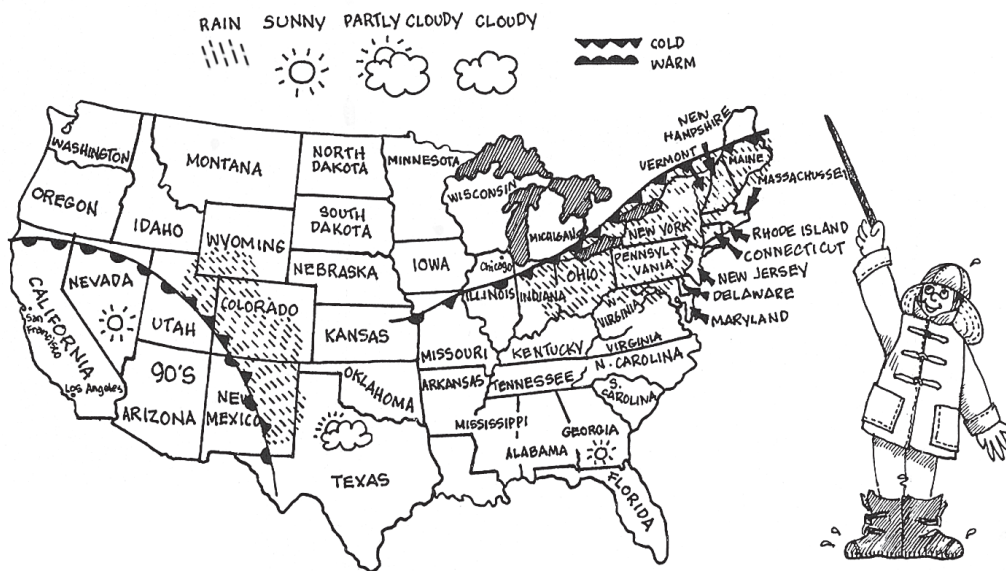 RAIN SUNNY PARTLY CLOUDY CLOUDY
COLD
WARM
NEW
HAMPSHIRE
VERMONT
MAINE
MASSACHUSSET
WASHINGTON
MONTANA
NORTH
DAKOTA
MINNESOTA
OREGON
IDAHO
WYOMING
SOUTH
DAKOTA
WISCONSIN
MICHIGAN
NEW YORK
RHODE ISLAND
CONNECTICUT
NEW JERSEY
DELAWARE
MARYLAND
NEBRASKA
IOWA
Chicago
ILLINOIS
INDIANA
OHIO
PENNSYL-
VANIA
NEVADA
CALIFORNIA
San
Francisco
Los Angeles
UTAH
COLORADO
KANSAS
MISSOURI
KENTUCKY
W.
VIRGINIA
VIRGINIA
90'S
ARIZONA
NEW
MEXICO
OKLAHOMA
ARKANSAS
TENNESSEE
N. CAROLINA
S.
CAROLINA
MISSISSIPPI
ALABAMA
GEORGIA
TEXAS
FLORIDA